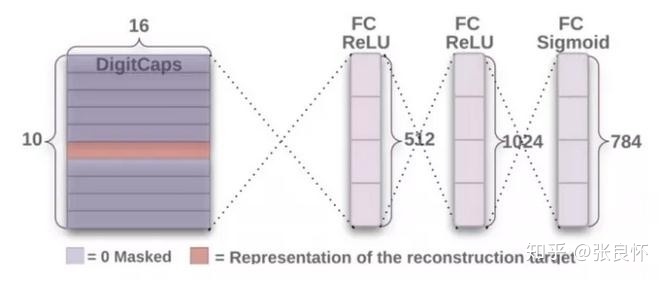 16
FC
ReLU
FC
ReLU
FC
Sigmoid
DigitCaps
10
512
1024
784
= 0 Masked
= Representation of the reconstruction target
知乎 @张良怀